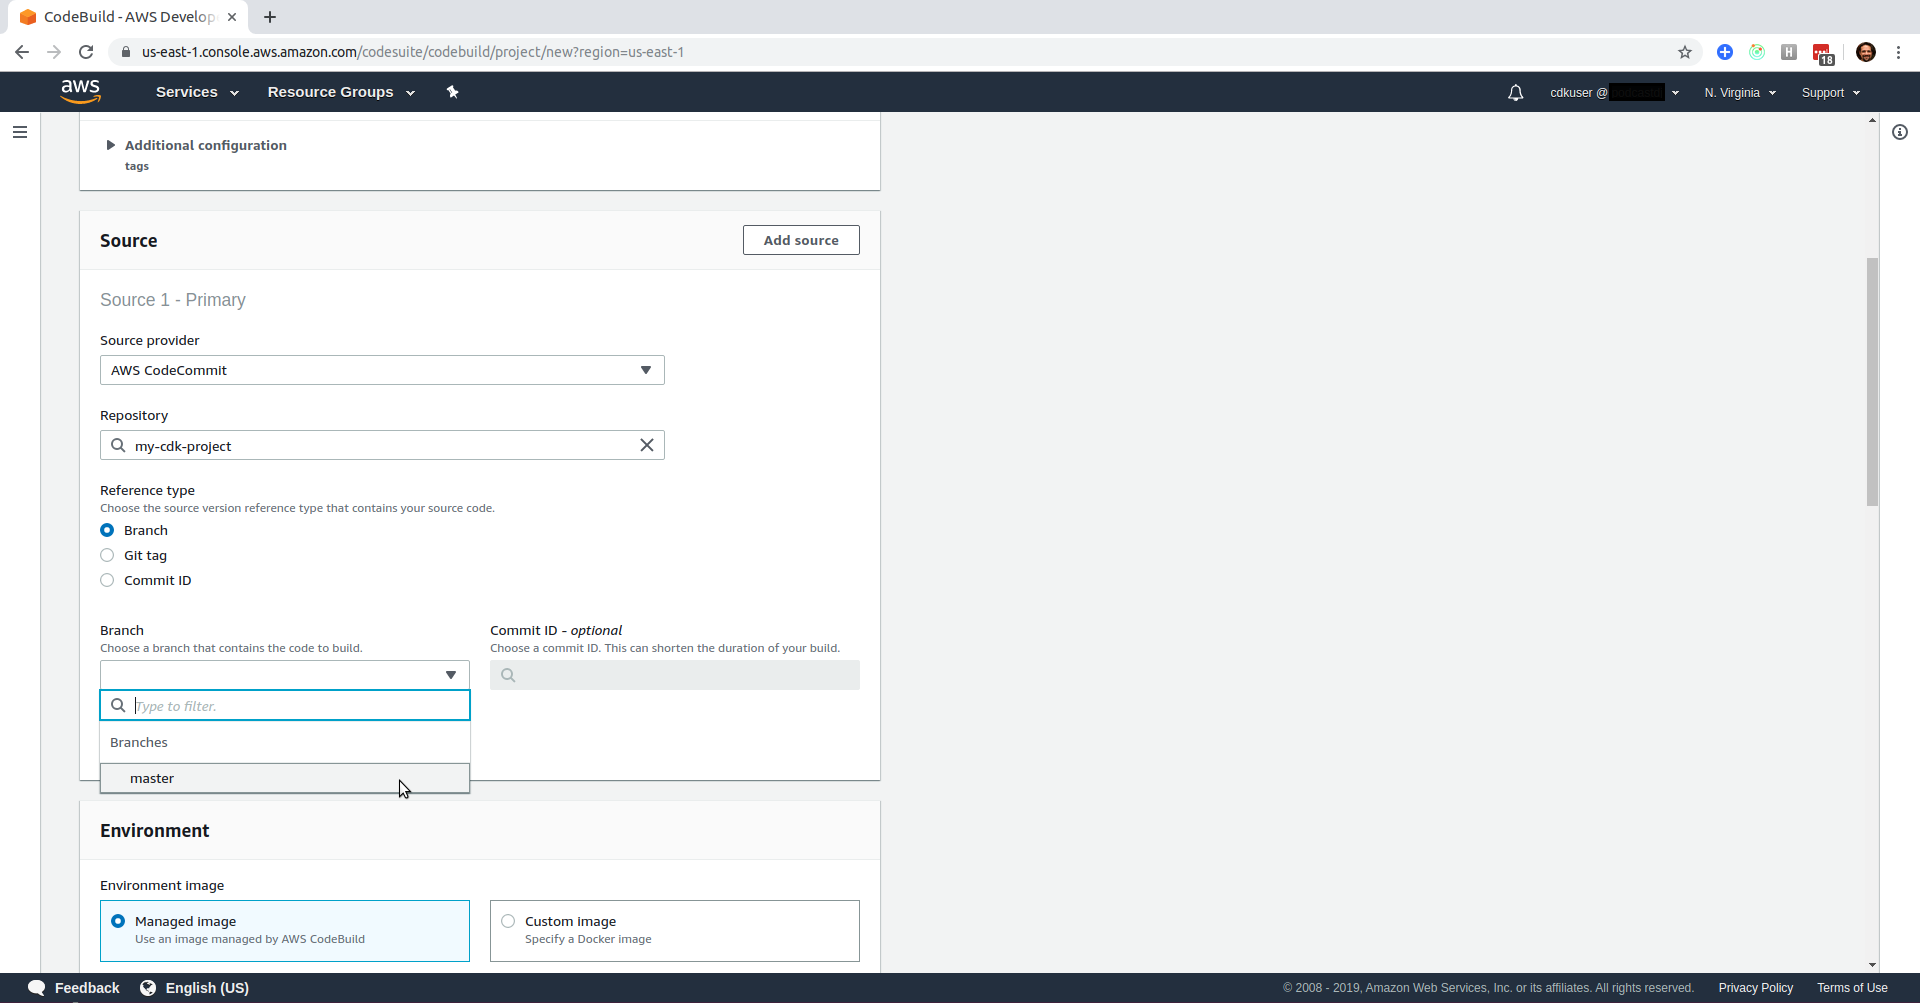 CodeBuild - AWS Develop
us-east-1.console.aws.amazon.com/codesuite/codebuild/project/new?region=us-east-1
18
aws
Services
Resource Groups
cdkuser @
N. Virginia
Support
Additional configuration
tags
Source
Add source
Source 1 - Primary
Source provider
AWS CodeCommit
Repository
my-cdk-project
Reference type
Choose the source version reference type that contains your source code.
Branch
Git tag
Commit ID
Branch
Choose a branch that contains the code to build.
Commit ID - optional
Choose a commit ID. This can shorten the duration of your build.
Type to filter.
Branches
master
Environment
Environment image
Managed image
Use an image managed by AWS CodeBuild
Custom image
Specify a Docker image
Feedback
English (US)
© 2008 - 2019, Amazon Web Services, Inc. or its affiliates. All rights reserved.
Privacy Policy
Terms of Use